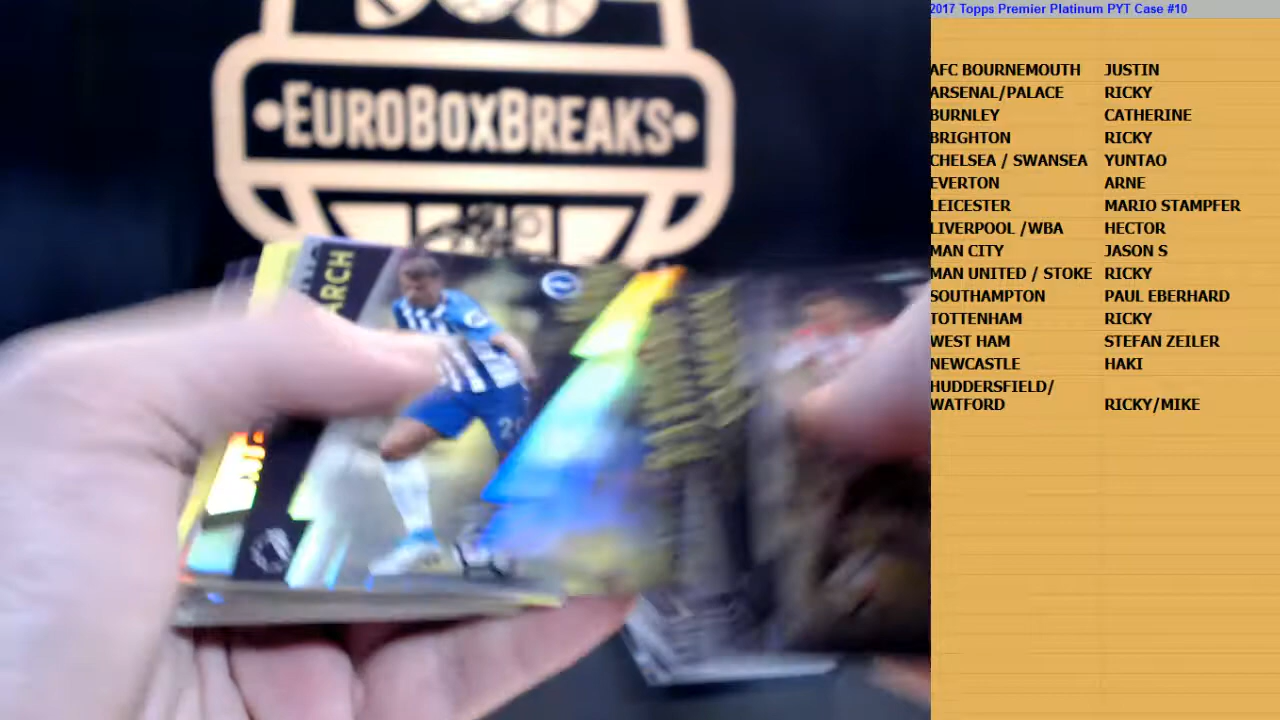 2017 Topps Premier Platinum PYT Case #10
EUROBOXBREAKS
ARCH
2
AFC BOURNEMOUTH JUSTIN
ARSENAL/PALACE RICKY
BURNLEY CATHERINE
BRIGHTON RICKY
CHELSEA / SWANSEA YUNTAO
EVERTON ARNE
LEICESTER MARIO STAMPFER
LIVERPOOL /WBA HECTOR
MAN CITY JASON S
MAN UNITED / STOKE RICKY
SOUTHAMPTON PAUL EBERHARD
TOTTENHAM RICKY
WEST HAM STEFAN ZEILER
NEWCASTLE HAKI
HUDDERSFIELD/
WATFORD RICKY/MIKE